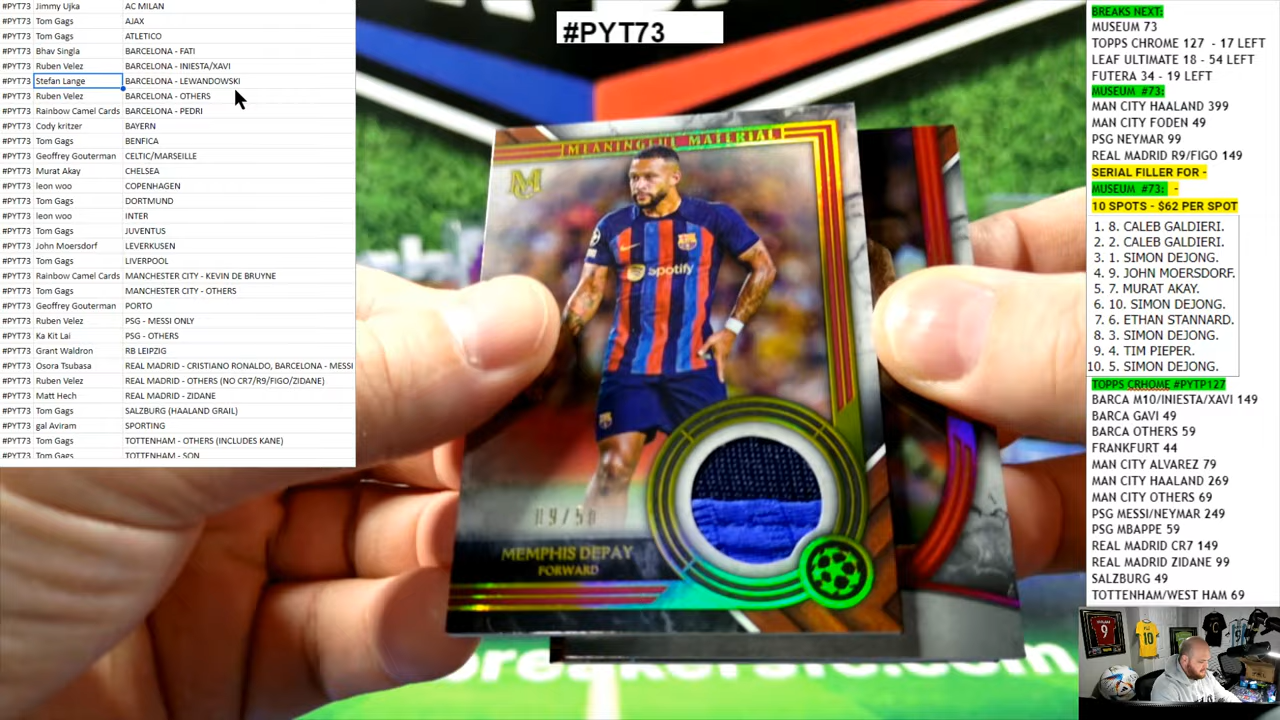 #PYT73 Jimmy Ujka AC MILAN
#PYT73 Tom Gags AJAX
#PYT73 Tom Gags ATLETICO
#PYT73 Bhav Singla BARCELONA - FATI
#PYT73 Ruben Velez BARCELONA - INIESTA/XAVI
#PYT73 Stefan Lange BARCELONA - LEWANDOWSKI
#PYT73 Ruben Velez BARCELONA - OTHERS
#PYT73 Rainbow Camel Cards BARCELONA - PEDRI
#PYT73 Cody kritzer BAYERN
#PYT73 Tom Gags BENFICA
#PYT73 Geoffrey Gouterman CELTIC/MARSEILLE
#PYT73 Murat Akay CHELSEA
#PYT73 leon woo COPENHAGEN
#PYT73 Tom Gags DORTMUND
#PYT73 leon woo INTER
#PYT73 Tom Gags JUVENTUS
#PYT73 John Moersdorf LEVERKUSEN
#PYT73 Tom Gags LIVERPOOL
#PYT73 Rainbow Camel Cards MANCHESTER CITY - KEVIN DE BRUYNE
#PYT73 Tom Gags MANCHESTER CITY - OTHERS
#PYT73 Geoffrey Gouterman PORTO
#PYT73 Ruben Velez PSG - MESSI ONLY
#PYT73 Ka Kit Lai PSG - OTHERS
#PYT73 Grant Waldron RB LEIPZIG
#PYT73 Osora Tsubasa REAL MADRID - CRISTIANO RONALDO, BARCELONA - MESSI
#PYT73 Ruben Velez REAL MADRID - OTHERS (NO CR7/R9/FIGO/ZIDANE)
#PYT73 Matt Hech REAL MADRID - ZIDANE
#PYT73 Tom Gags SALZBURG (HAALAND GRAIL)
#PYT73 gal Aviram SPORTING
#PYT73 Tom Gags TOTTENHAM - OTHERS (INCLUDES KANE)
#PYT73 Tom Gags TOTTENHAM - SON
#PYT73
MEANINGFUL MATERIAL
M
spotify
09/50
MEMPHIS DEPAY
FORWARD
BREAKS NEXT:
MUSEUM 73
TOPPS CHROME 127 - 17 LEFT
LEAF ULTIMATE 18 - 54 LEFT
FUTERA 34 - 19 LEFT
MUSEUM #73:
MAN CITY HAALAND 399
MAN CITY FODEN 49
PSG NEYMAR 99
REAL MADRID R9/FIGO 149
SERIAL FILLER FOR -
MUSEUM #73: -
10 SPOTS - $62 PER SPOT
1. 8. CALEB GALDIERI.
2. 2. CALEB GALDIERI.
3. 1. SIMON DEJONG.
4. 9. JOHN MOERSDORF.
5. 7. MURAT AKAY.
6. 10. SIMON DEJONG.
7. 6. ETHAN STANNARD.
8. 3. SIMON DEJONG.
9. 4. TIM PIEPER.
10. 5. SIMON DEJONG.
TOPPS CRHOME #PYTP127
BARCA M10/INIESTA/XAVI 149
BARCA GAVI 49
BARCA OTHERS 59
FRANKFURT 44
MAN CITY ALVAREZ 79
MAN CITY HAALAND 269
MAN CITY OTHERS 69
PSG MESSI/NEYMAR 249
PSG MBAPPE 59
REAL MADRID CR7 149
REAL MADRID ZIDANE 99
SALZBURG 49
TOTTENHAM/WEST HAM 69
9
10